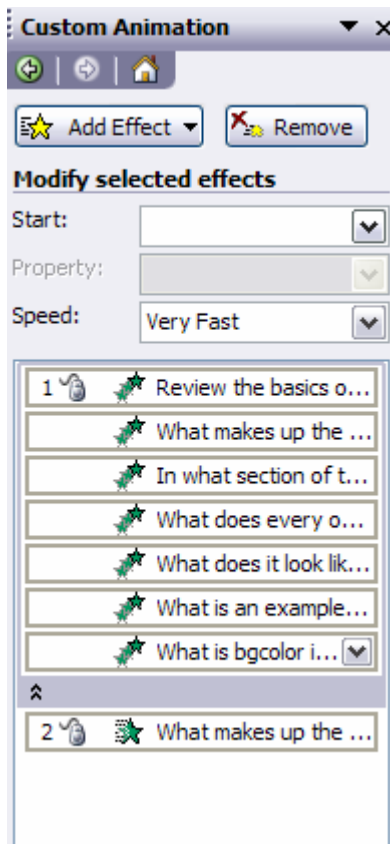 Custom Animation
Add Effect Remove
Modify selected effects
Start:
Property:
Speed: Very Fast
1 Review the basics o...
What makes up the ...
In what section of t...
What does every o...
What does it look lik...
What is an example...
What is bgcolor i...
2 What makes up the ...